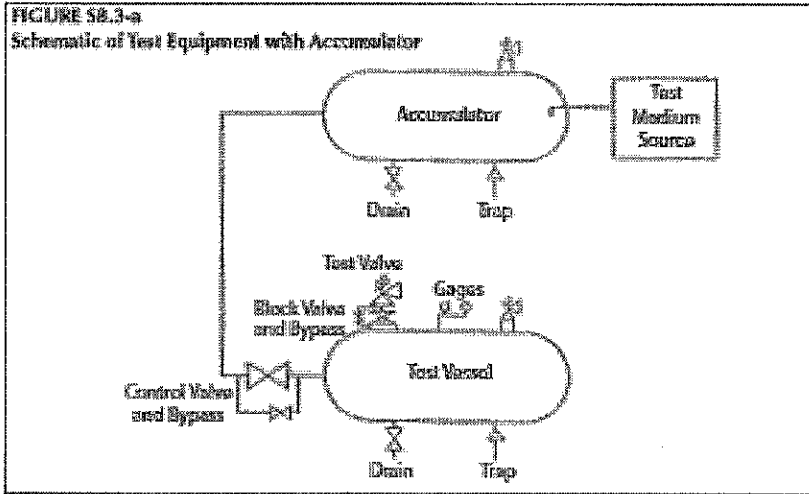 FIGURE S8.3-a
Schematic of Test Equipment with Accumulator
Accumulator
Test
Medium
Source
Drain
Trap
Test Valve
Gages
Block Valve
and Bypass
Test Vessel
Control Valve
and Bypass
Drain
Trap